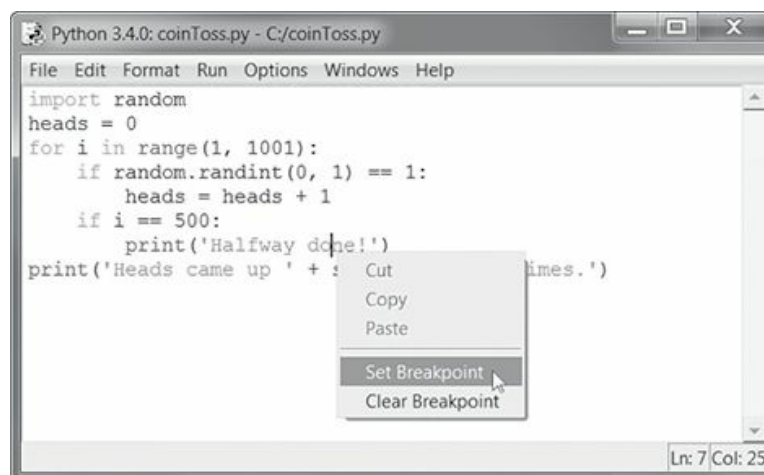 Python 3.4.0: coinToss.py - C:/coinToss.py
File Edit Format Run Options Windows Help
import random
heads = 0
for i in range(1, 1001):
    if random.randint(0, 1) == 1:
        heads = heads + 1
    if i == 500:
        print('Halfway done!')
print('Heads came up ' + imes.')
Cut
Copy
Paste
Set Breakpoint
Clear Breakpoint
Ln: 7 Col: 25